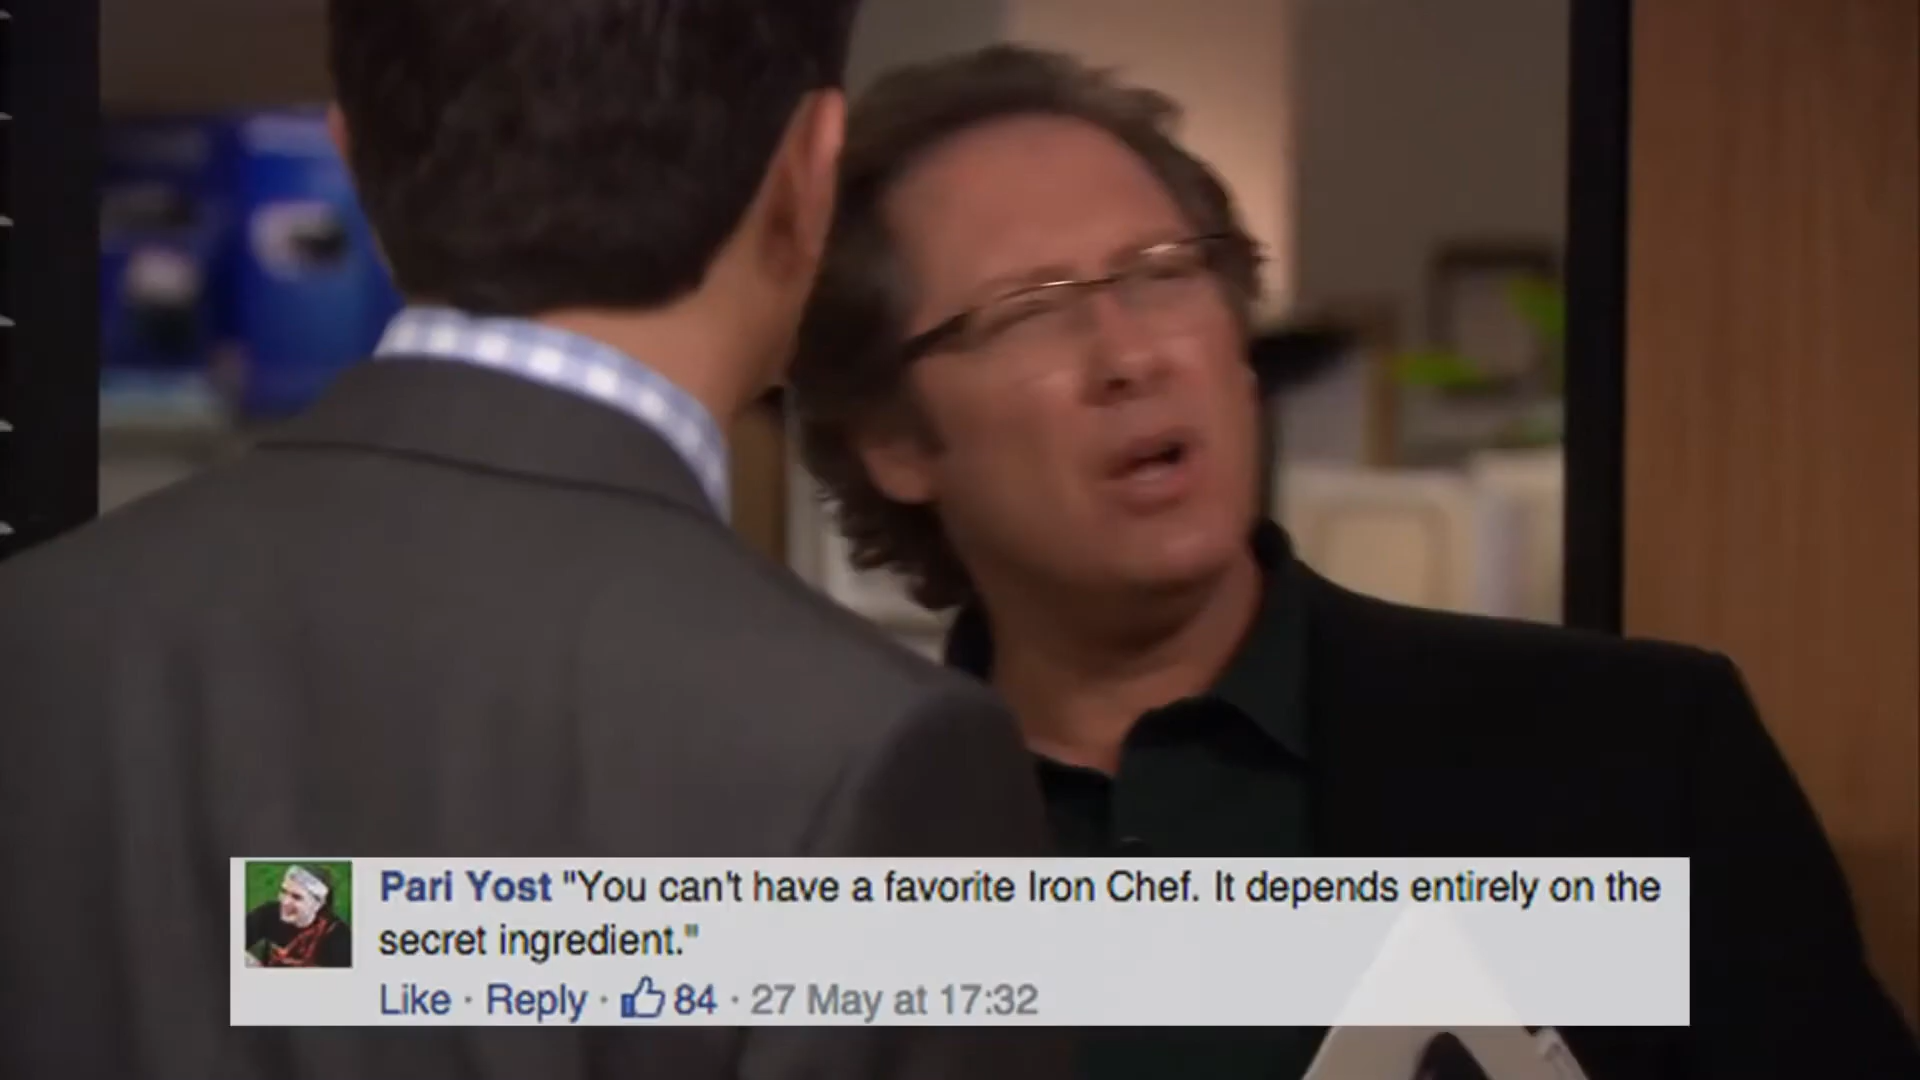 Pari Yost "You can't have a favorite Iron Chef. It depends entirely on the
secret ingredient."
Like · Reply · 84 · 27 May at 17:32